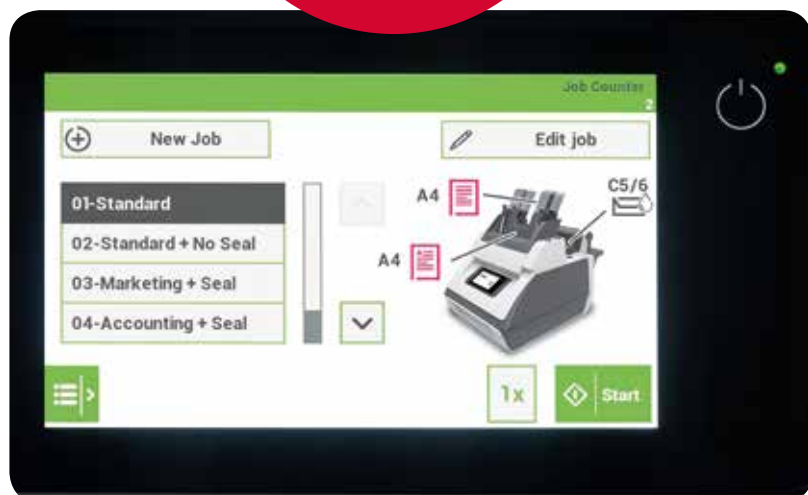 Job Counter
2
New Job
Edit job
01-Standard
02-Standard + No Seal
03-Marketing + Seal
04-Accounting + Seal
A4
C5/6
A4
1x
Start